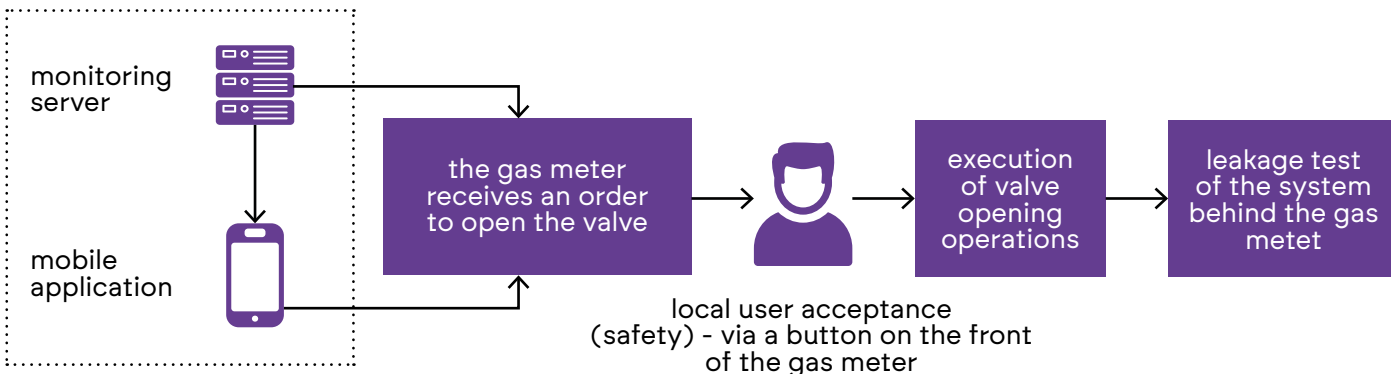 monitoring
server
mobile
application
the gas meter
receives an order
to open the valve
local user acceptance
(safety) - via a button on the front
of the gas meter
execution
of valve
opening
operations
leakage test
of the system
behind the gas
metet